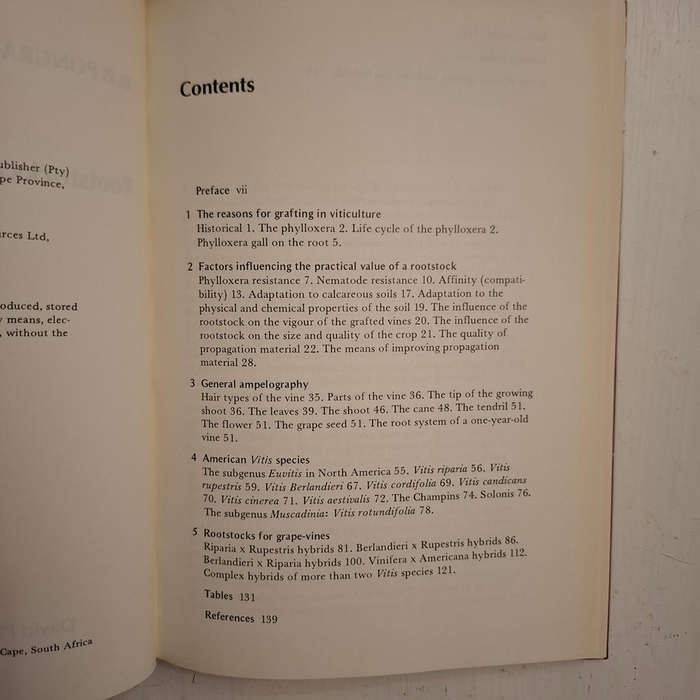 ublisher (Pty)
pe Province,
rces Ltd,
oduced, stored
y means, elec-
, without the
Cape, South Africa
Contents
Preface vii
1 The reasons for grafting in viticulture
Historical 1. The phylloxera 2. Life cycle of the phylloxera 2.
Phylloxera gall on the root 5.
2 Factors influencing the practical value of a rootstock
Phylloxera resistance 7. Nematode resistance 10. Affinity (compati-
bility) 13. Adaptation to calcareous soils 17. Adaptation to the
physical and chemical properties of the soil 19. The influence of the
rootstock on the vigour of the grafted vines 20. The influence of the
rootstock on the size and quality of the crop 21. The quality of
propagation material 22. The means of improving propagation
material 28.
3 General ampelography
Hair types of the vine 35. Parts of the vine 36. The tip of the growing
shoot 36. The leaves 39. The shoot 46. The cane 48. The tendril 51.
The flower 51. The grape seed 51. The root system of a one-year-old
vine 51.
4 American Vitis species
The subgenus Euvitis in North America 55. Vitis riparia 56. Vitis
rupestris 59. Vitis Berlandieri 67. Vitis cordifolia 69. Vitis candicans
70. Vitis cinerea 71. Vitis aestivalis 72. The Champins 74. Solonis 76.
The subgenus Muscadinia: Vitis rotundifolia 78.
5 Rootstocks for grape-vines
Riparia x Rupestris hybrids 81. Berlandieri x Rupestris hybrids 86.
Berlandieri x Riparia hybrids 100. Vinifera x Americana hybrids 112.
Complex hybrids of more than two Vitis species 121.
Tables 131
References 139